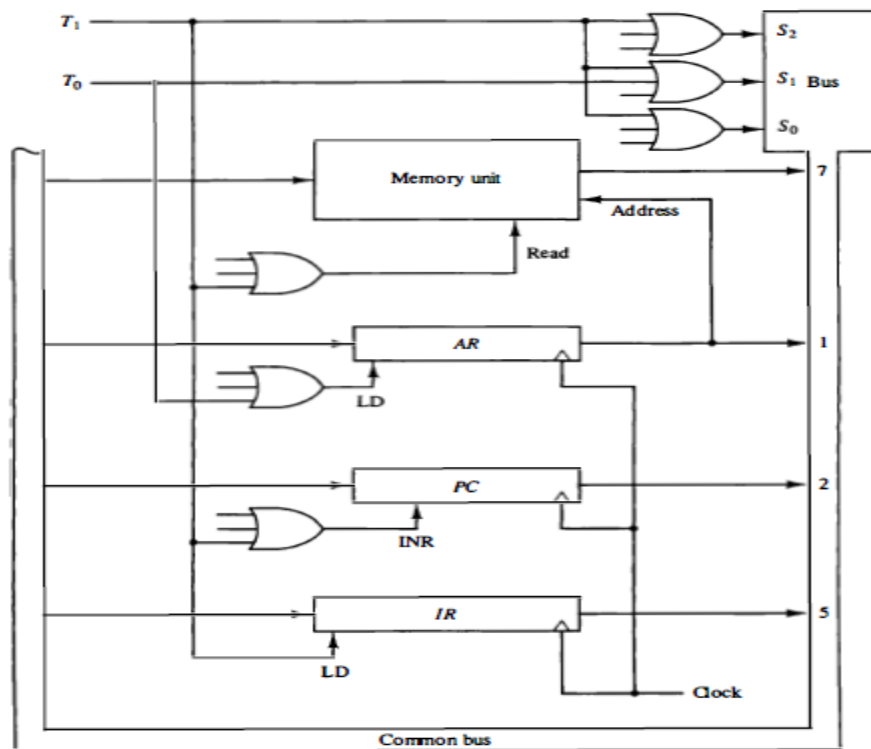 T1
S2
T0
S1 Bus
S0
Memory unit
7
Address
Read
AR
1
LD
PC
2
INR
IR
5
LD
Clock
Common bus